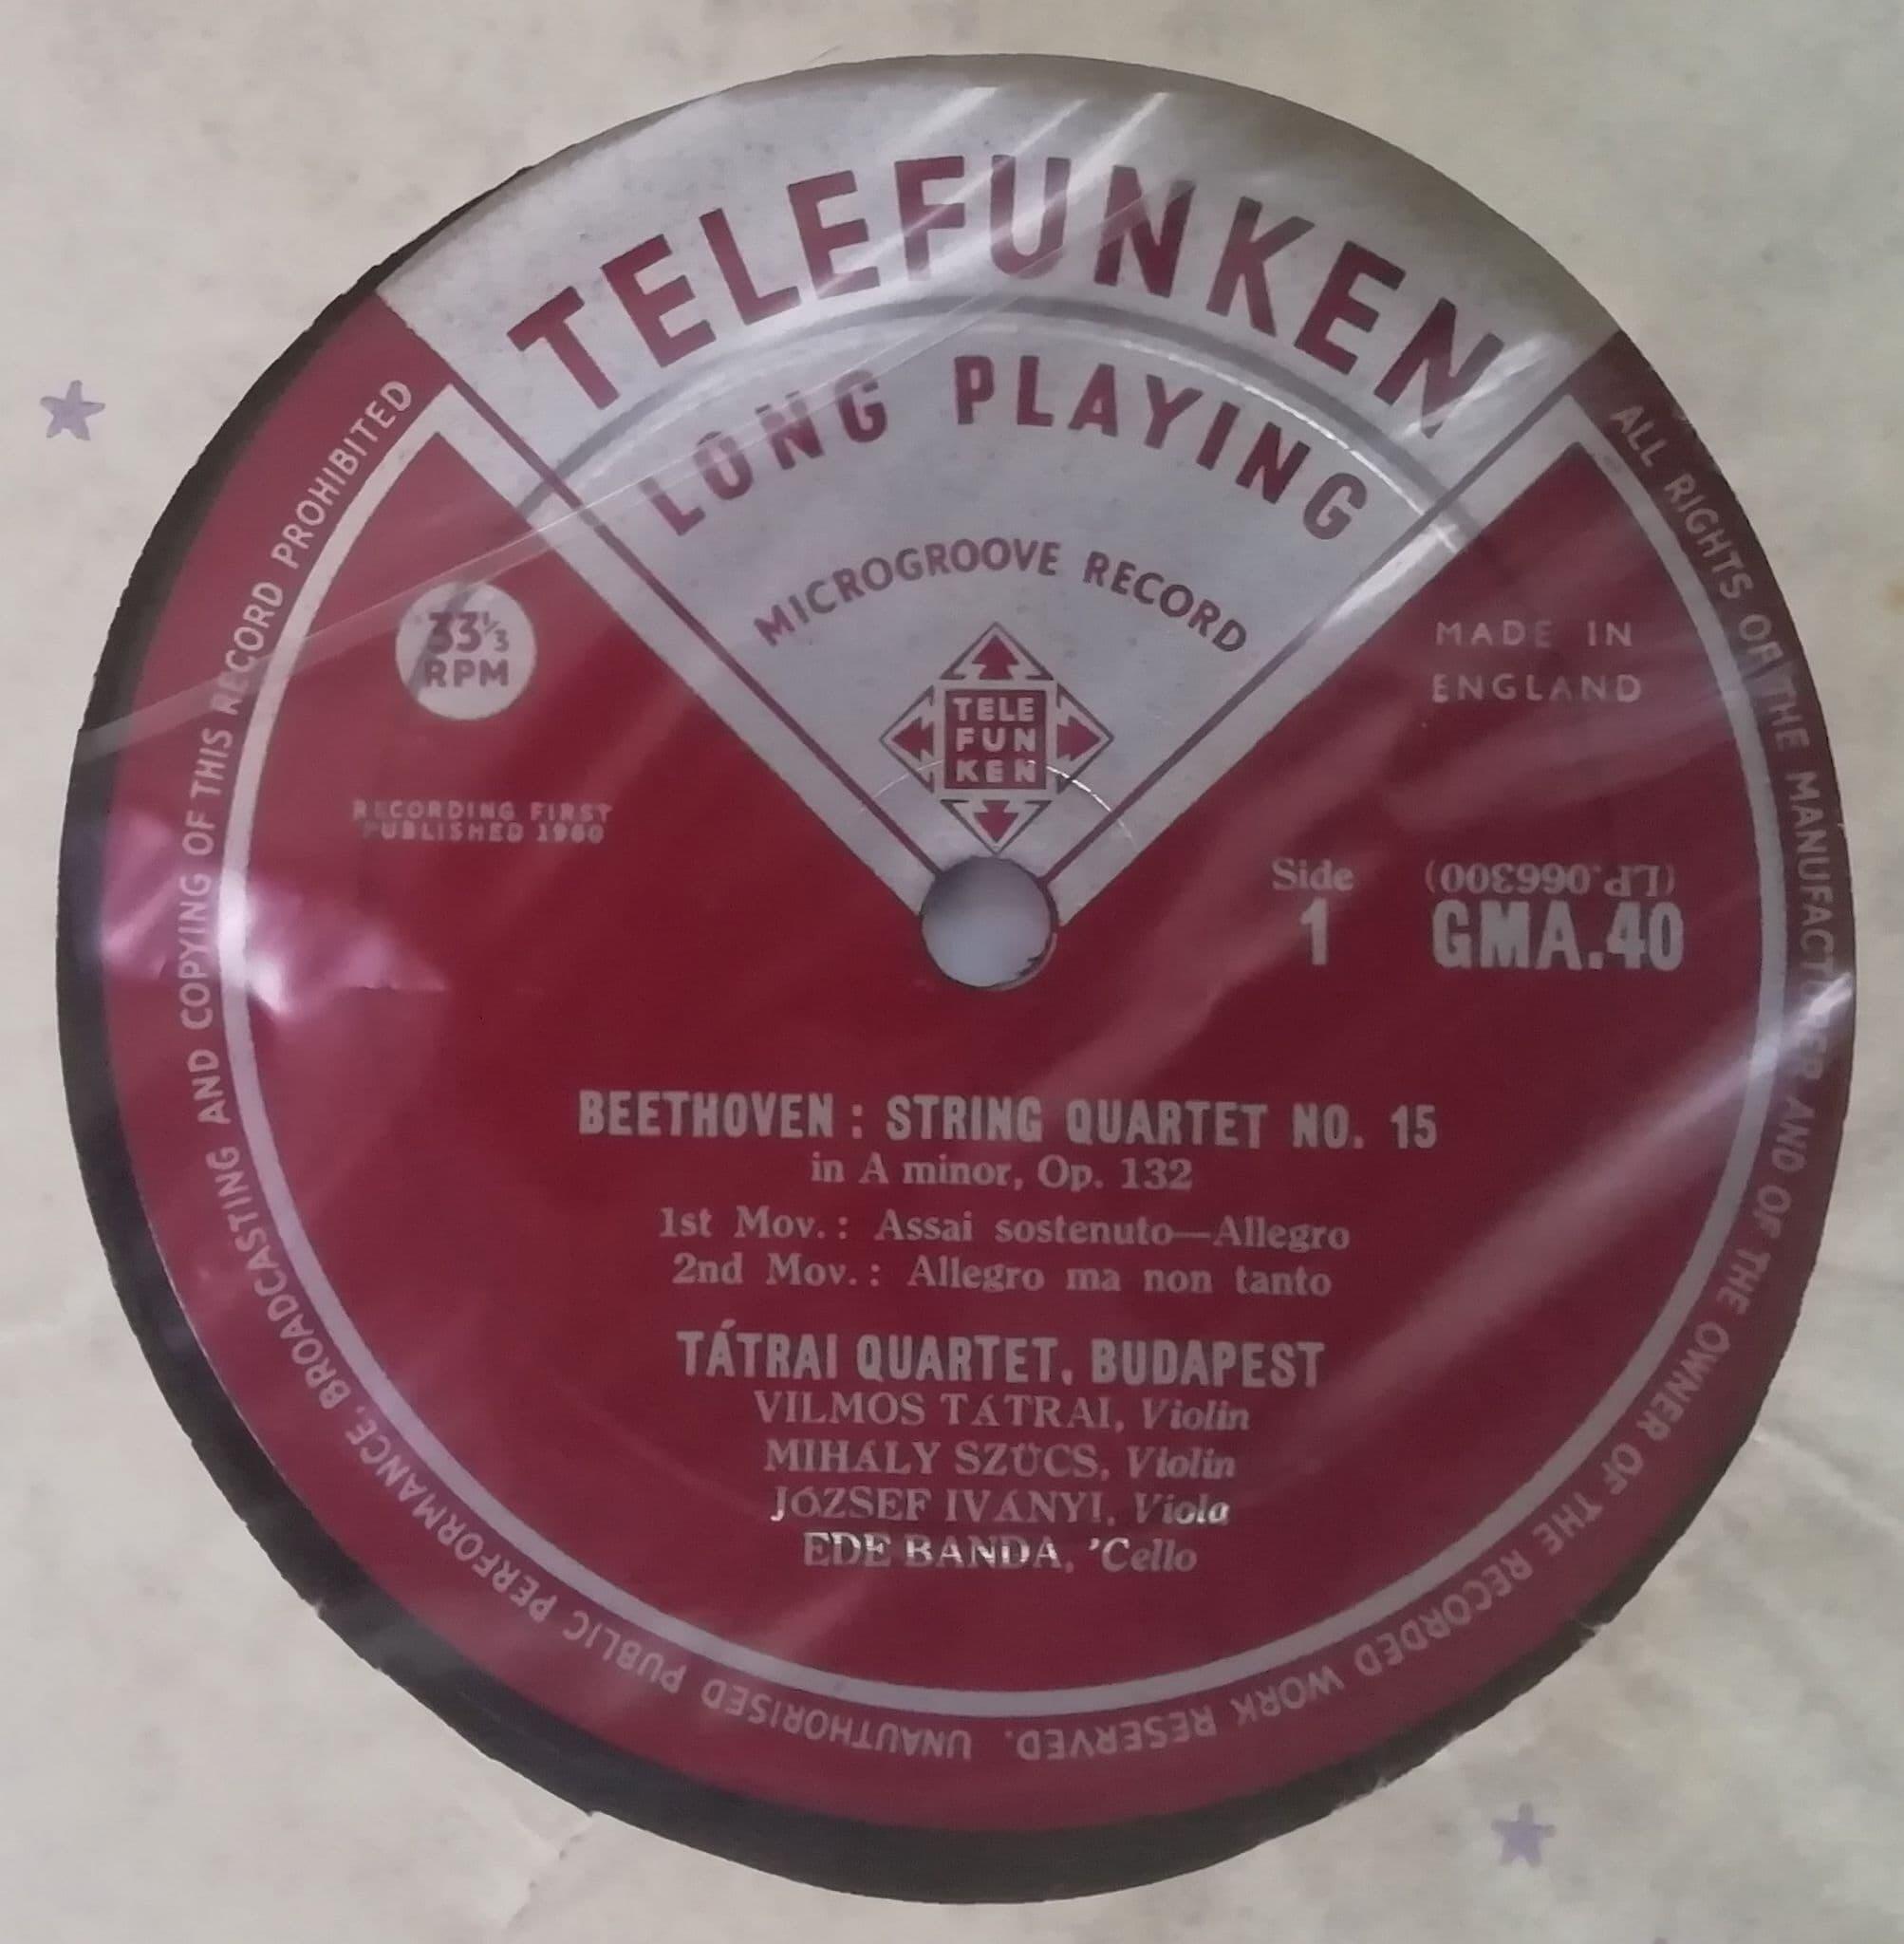 TELEFUNKEN
LONG PLAYING
MICROGROOVE RECORD
TELE
FUN
KEN
33⅓
RPM
MADE IN
ENGLAND
RECORDING FIRST
PUBLISHED 1960
Side
1
(LP.066300)
GMA.40
BEETHOVEN : STRING QUARTET NO. 15
in A minor, Op. 132
1st Mov.: Assai sostenuto—Allegro
2nd Mov.: Allegro ma non tanto
TÁTRAI QUARTET, BUDAPEST
VILMOS TÁTRAI, Violin
MIHÁLY SZŰCS, Violin
JÓZSEF IVÁNYI, Viola
EDE BANDA, 'Cello
ALL RIGHTS OF THE MANUFACTURER AND OF THE OWNER OF THE RECORDED WORK RESERVED. UNAUTHORISED PUBLIC PERFORMANCE, BROADCASTING AND COPYING OF THIS RECORD PROHIBITED